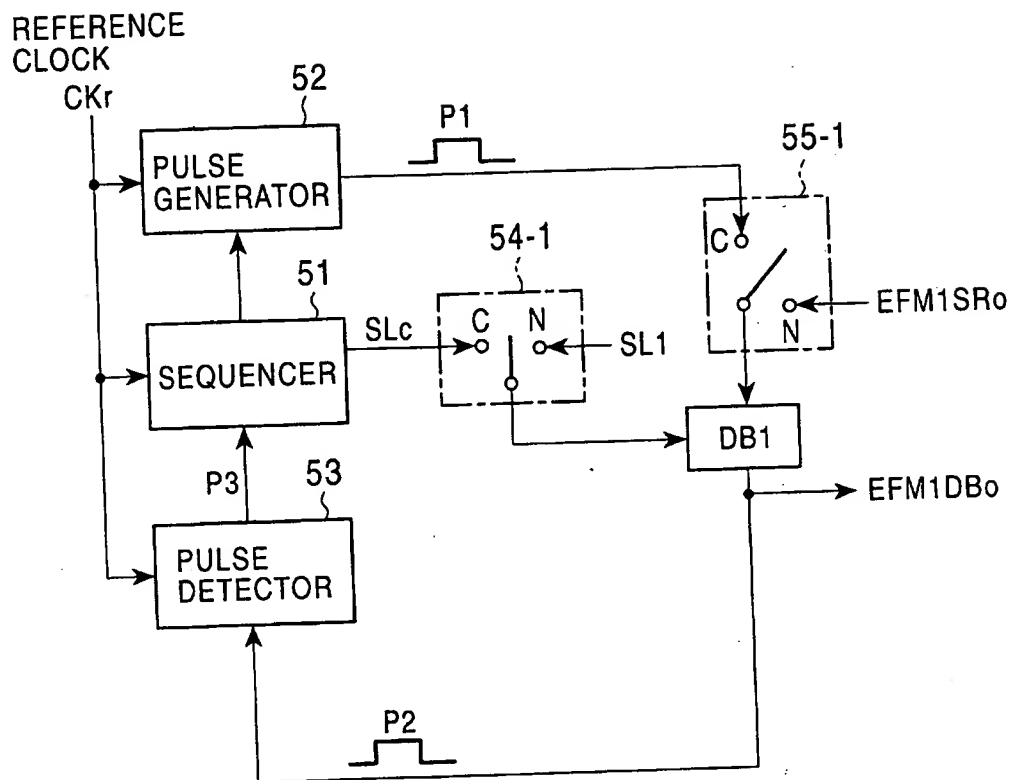 REFERENCE
CLOCK
CKr
52
PULSE
GENERATOR
P1
55-1
C
N
EFM1SRo
54-1
51
SEQUENCER
SLc
C N
SL1
DB1
EFM1DBo
P3
53
PULSE
DETECTOR
P2